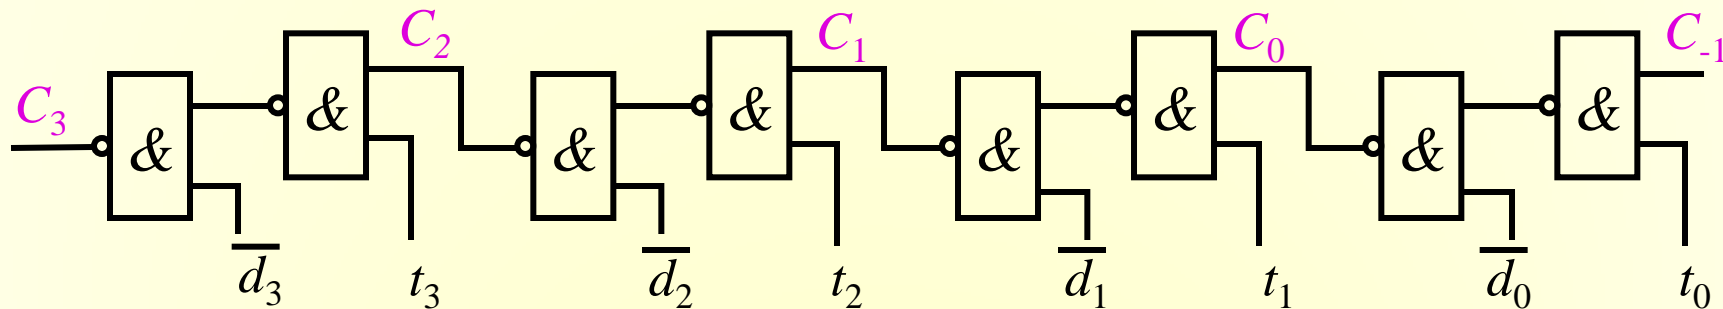 C₂ C₁ C₀ C₋₁
C₃ & & & & & & & &
d̅₃ t₃ d̅₂ t₂ d̅₁ t₁ d̅₀ t₀